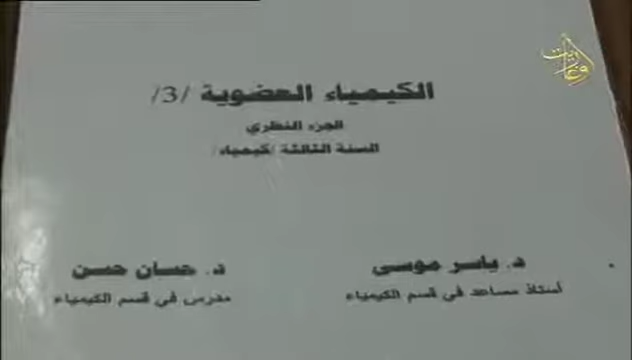 الكيمياء العضوية /3/
الجزء النظري
السنة الثالثة /كيمياء/
د. ياسر موسى
أستاذ مساعد في قسم الكيمياء
د. حسان حسن
مدرس في قسم الكيمياء